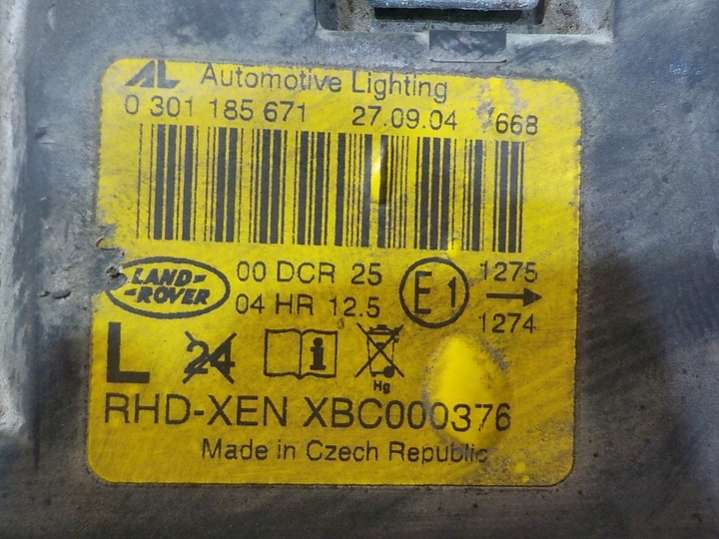 AL Automotive Lighting
0 301 185 671 27.09.04 668
LAND-
-ROVER
00 DCR 25
04 HR 12.5
E1
1275
1274
L 24 i Hg
RHD-XEN XBC000376
Made in Czech Republic